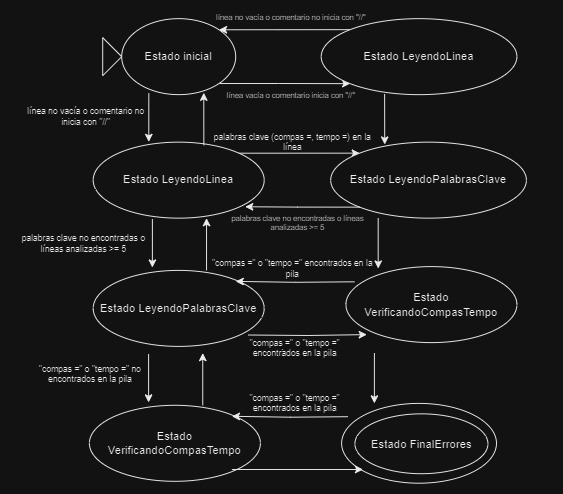 línea no vacía o comentario no inicia con "//"
Estado inicial
Estado LeyendoLinea
línea vacía o comentario inicia con "//"
línea no vacía o comentario no
inicia con "//"
palabras clave (compas =, tempo =) en la
línea
Estado LeyendoLinea
Estado LeyendoPalabrasClave
palabras clave no encontradas o líneas
analizadas >= 5
palabras clave no encontradas o
líneas analizadas >= 5
"compas =" o "tempo =" encontrados en la
pila
Estado LeyendoPalabrasClave
Estado
VerificandoCompasTempo
"compas =" o "tempo ="
encontrados en la pila
"compas =" o "tempo =" no
encontrados en la pila
"compas =" o "tempo ="
encontrados en la pila
Estado
VerificandoCompasTempo
Estado FinalErrores